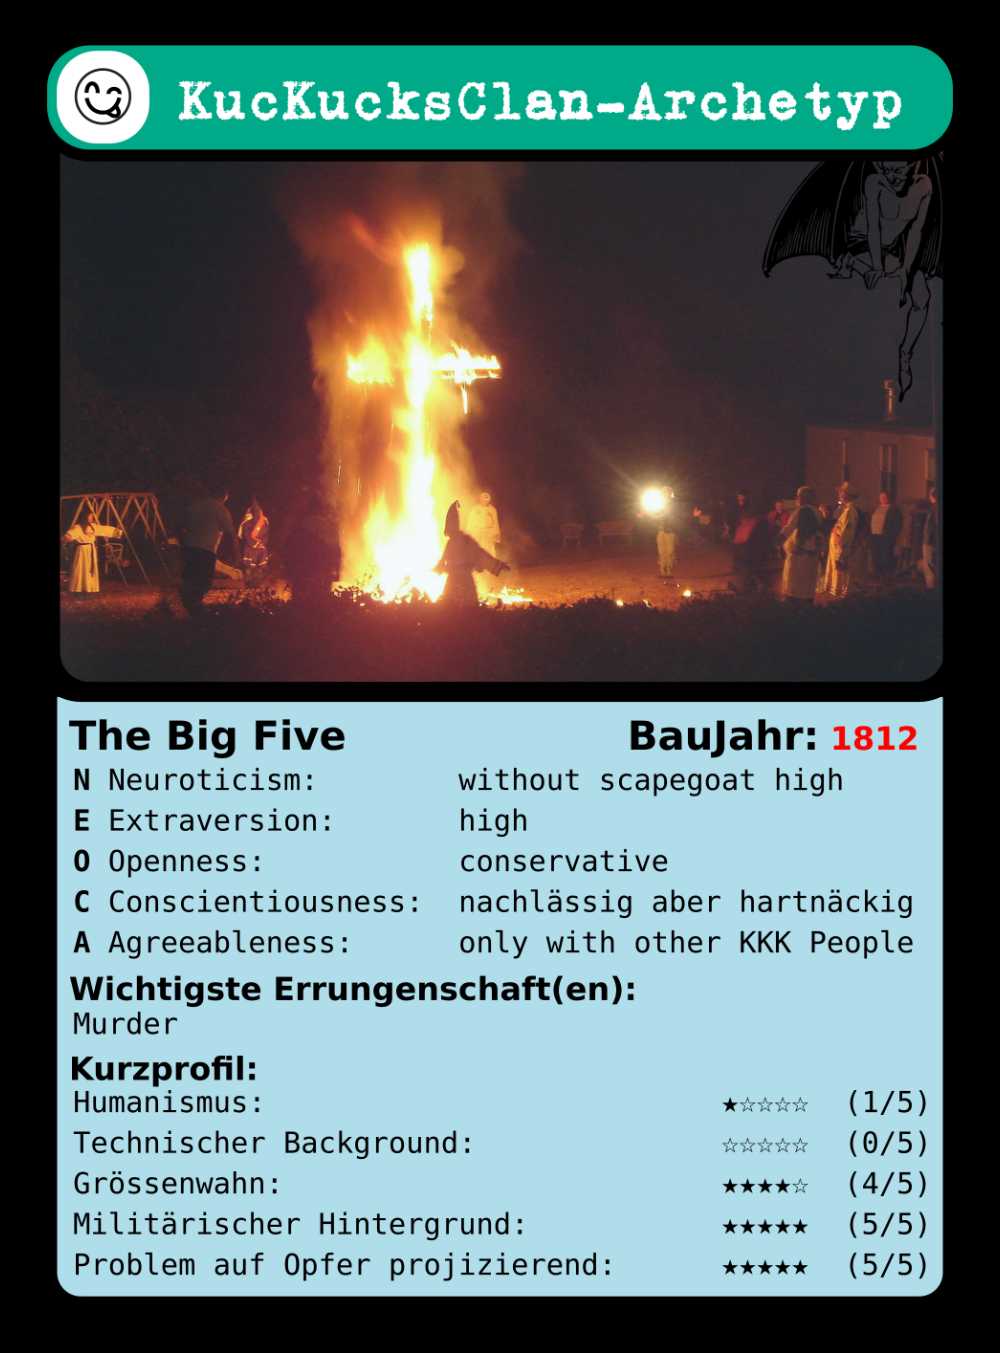 KucKucksClan-Archetyp
The Big Five BauJahr: 1812
N Neuroticism: without scapegoat high
E Extraversion: high
O Openness: conservative
C Conscientiousness: nachlässig aber hartnäckig
A Agreeableness: only with other KKK People
Wichtigste Errungenschaft(en):
Murder
Kurzprofil:
Humanismus: ★☆☆☆☆ (1/5)
Technischer Background: ☆☆☆☆☆ (0/5)
Grössenwahn: ★★★★☆ (4/5)
Militärischer Hintergrund: ★★★★★ (5/5)
Problem auf Opfer projizierend: ★★★★★ (5/5)